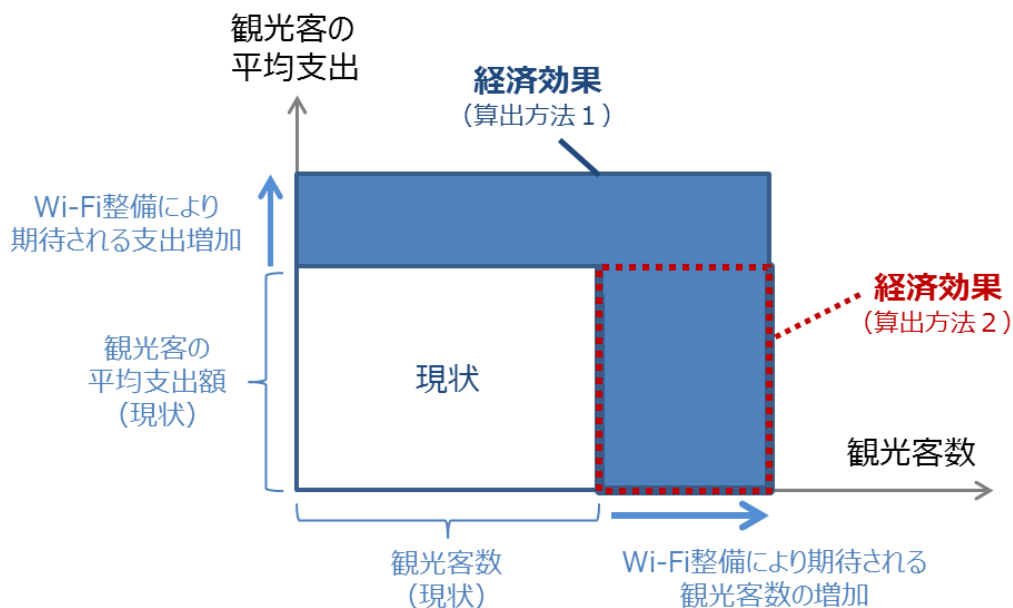 観光客の
平均支出
経済効果
（算出方法１）
Wi-Fi整備により
期待される支出増加
経済効果
（算出方法２）
観光客の
平均支出額
（現状）
現状
観光客数
観光客数
（現状）
Wi-Fi整備により期待される
観光客数の増加